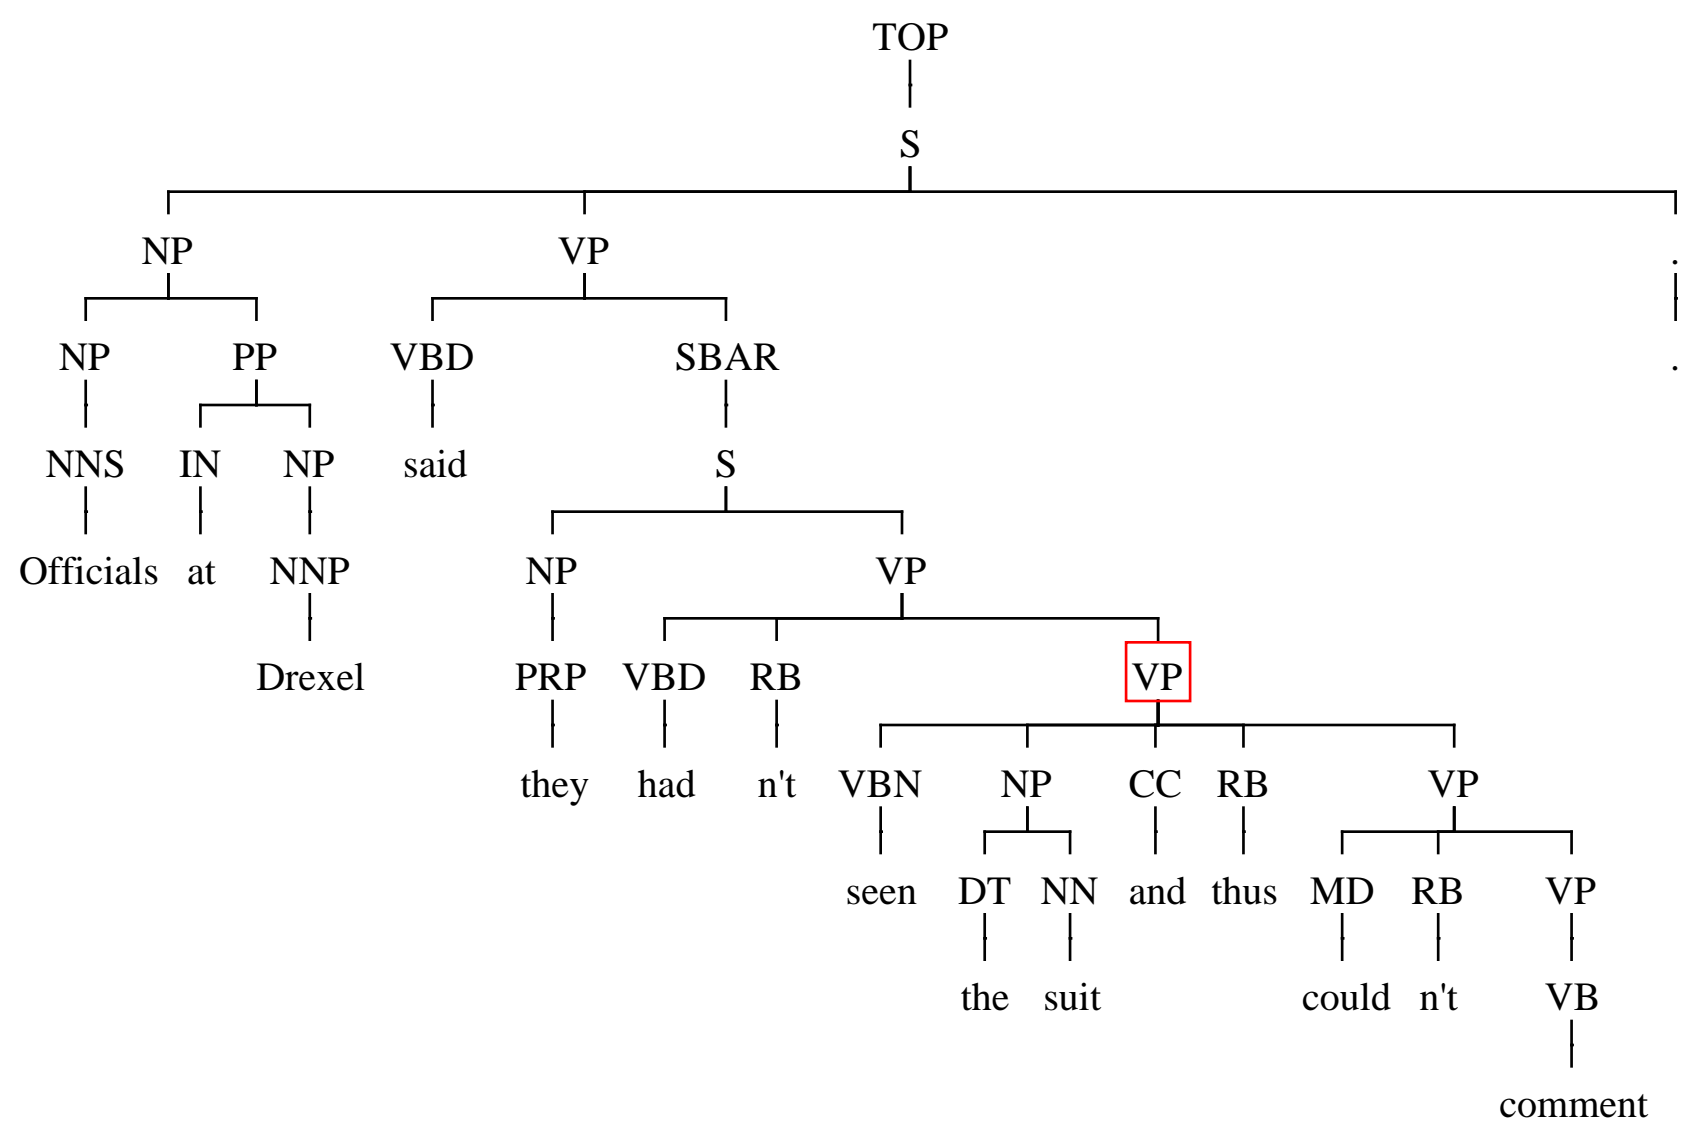 TOP
S
NP VP .
NP PP VBD SBAR .
NNS IN NP said S
Officials at NNP NP VP
Drexel PRP VBD RB VP
they had n't VBN NP CC RB VP
seen DT NN and thus MD RB VP
the suit could n't VB
comment